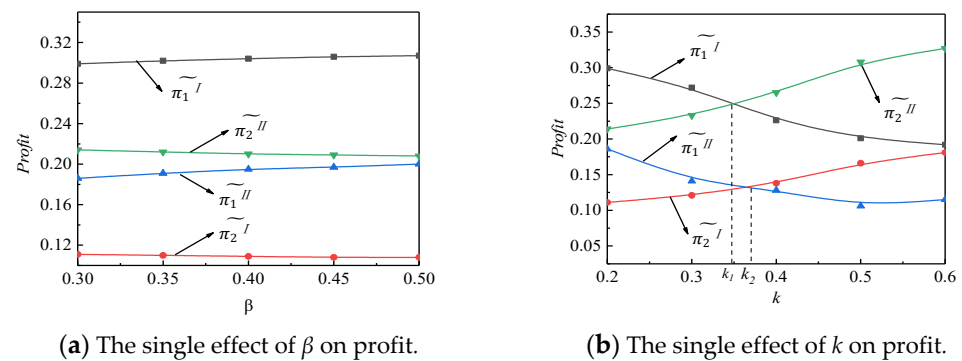 0.32
0.28
0.24
0.20
0.16
0.12
Profit
0.30 0.35 0.40 0.45 0.50
β
π̃₁ᴵ
π̃₂ᴵᴵ
π̃₁ᴵᴵ
π̃₂ᴵ
(a) The single effect of β on profit.
0.35
0.30
0.25
0.20
0.15
0.10
0.05
Profit
0.2 0.3 k₁ k₂ 0.4 0.5 0.6
k
π̃₁ᴵ
π̃₂ᴵᴵ
π̃₁ᴵᴵ
π̃₂ᴵ
(b) The single effect of k on profit.